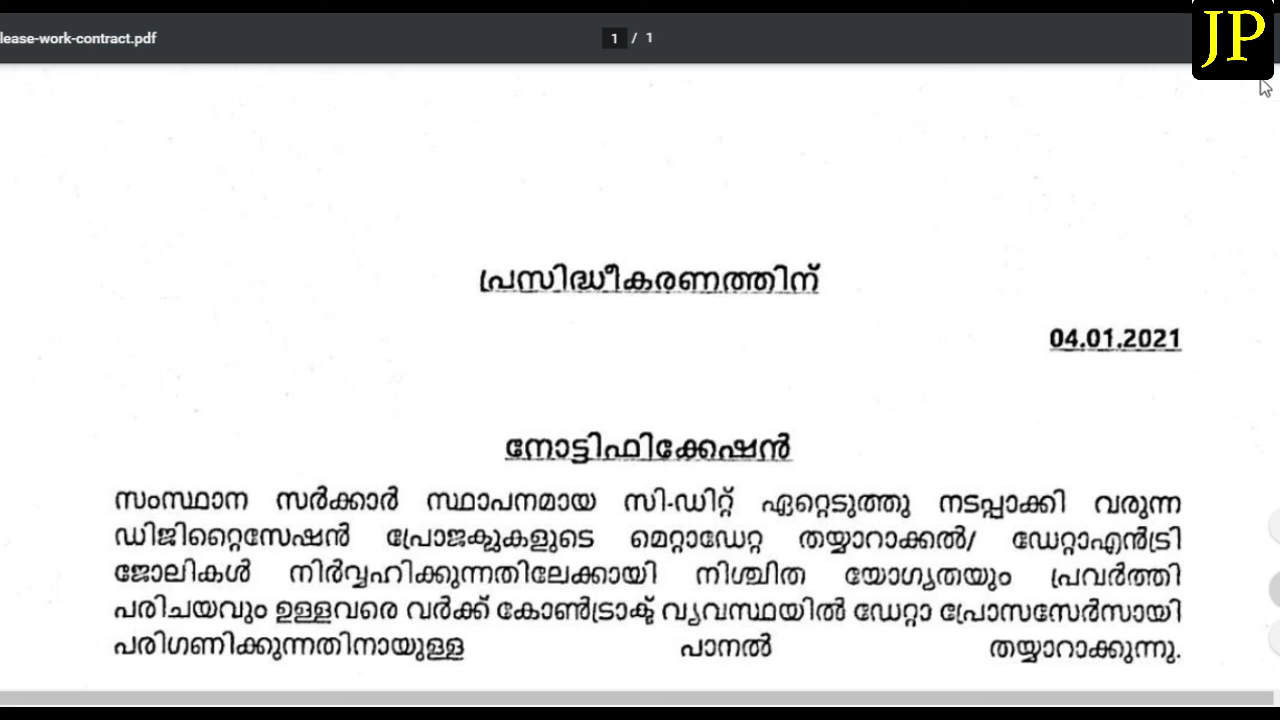 JP
lease-work-contract.pdf
1 / 1
പ്രസിദ്ധീകരണത്തിന്
04.01.2021
നോട്ടിഫിക്കേഷൻ
സംസ്ഥാന സർക്കാർ സ്ഥാപനമായ സി-ഡിറ്റ് ഏറ്റെടുത്തു നടപ്പാക്കി വരുന്ന
ഡിജിറ്റൈസേഷൻ പ്രോജക്ടുകളുടെ മെറ്റാഡേറ്റ തയ്യാറാക്കൽ/ ഡേറ്റാഎൻട്രി
ജോലികൾ നിർവ്വഹിക്കുന്നതിലേക്കായി നിശ്ചിത യോഗ്യതയും പ്രവർത്തി
പരിചയവും ഉള്ളവരെ വർക്ക് കോൺട്രാക്ട് വ്യവസ്ഥയിൽ ഡേറ്റാ പ്രോസസേർസായി
പരിഗണിക്കുന്നതിനായുള്ള പാനൽ തയ്യാറാക്കുന്നു.